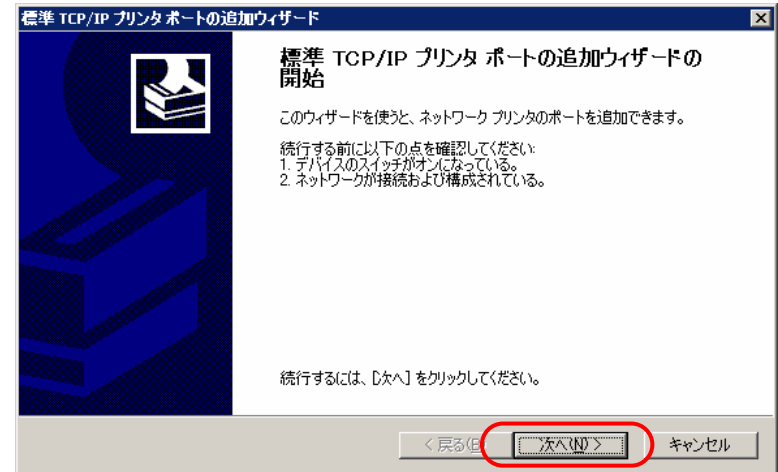 標準 TCP/IP プリンタ ポートの追加ウィザード
標準 TCP/IP プリンタ ポートの追加ウィザードの
開始
このウィザードを使うと、ネットワーク プリンタのポートを追加できます。
続行する前に以下の点を確認してください:
1. デバイスのスイッチがオンになっている。
2. ネットワークが接続および構成されている。
続行するには、[次へ] をクリックしてください。
< 戻る(B
次へ(N) >
キャンセル